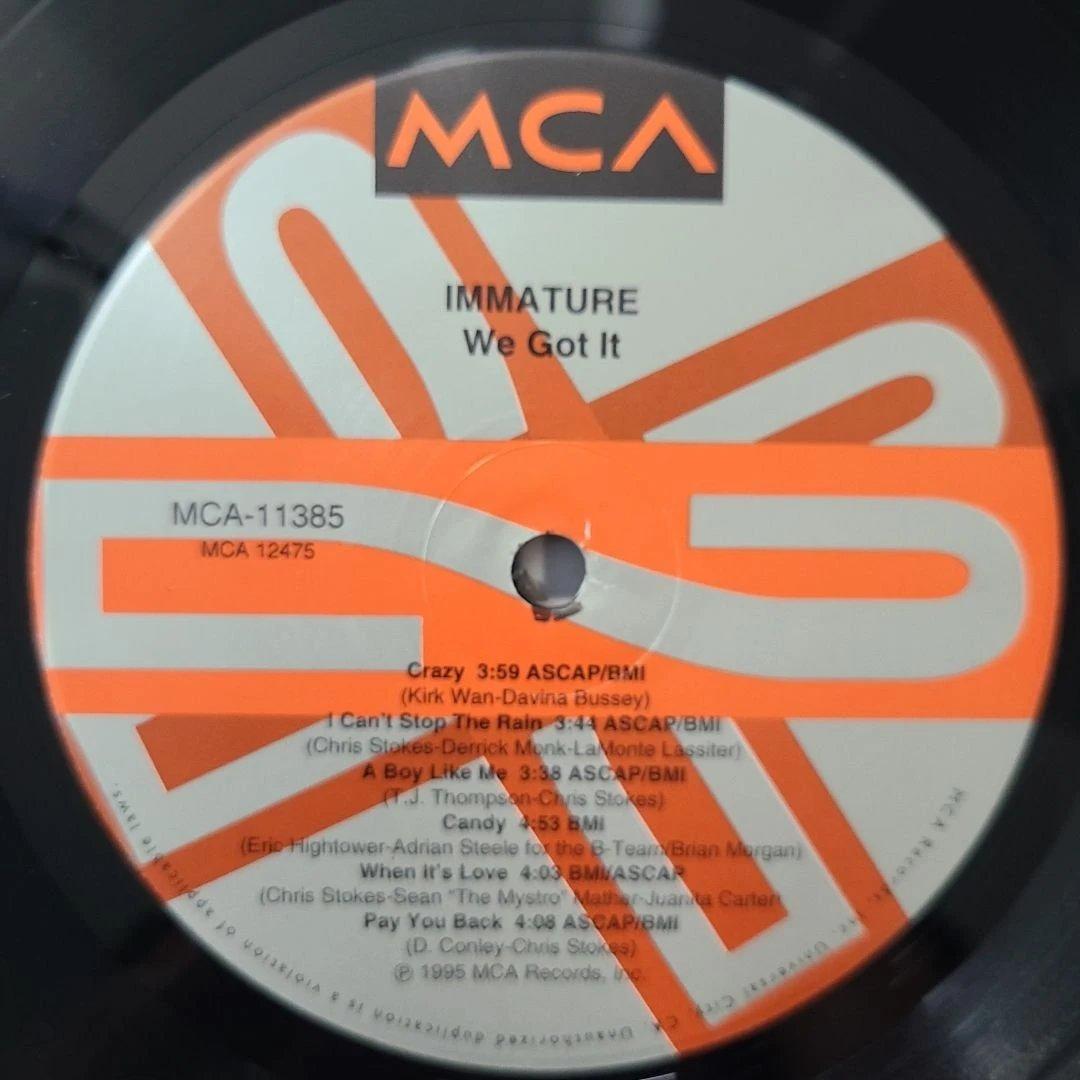 MCA
IMMATURE
We Got It
MCA-11385
MCA 12475
Crazy 3:59 ASCAP/BMI
(Kirk Wan-Davina Bussey)
I Can't Stop The Rain 3:44 ASCAP/BMI
(Chris Stokes-Derrick Monk-LaMonte Lassiter)
A Boy Like Me 3:38 ASCAP/BMI
(T.J. Thompson-Chris Stokes)
Candy 4:53 BMI
(Eric Hightower-Adrian Steele for the B-Team/Brian Morgan)
When It's Love 4:03 BMI/ASCAP
(Chris Stokes-Sean "The Mystro" Mather-Juanita Carter)
Pay You Back 4:08 ASCAP/BMI
(D. Conley-Chris Stokes)
℗ 1995 MCA Records, Inc.
MCA Records, Inc. Universal City, CA. Unauthorized duplication is a violation of applicable laws.